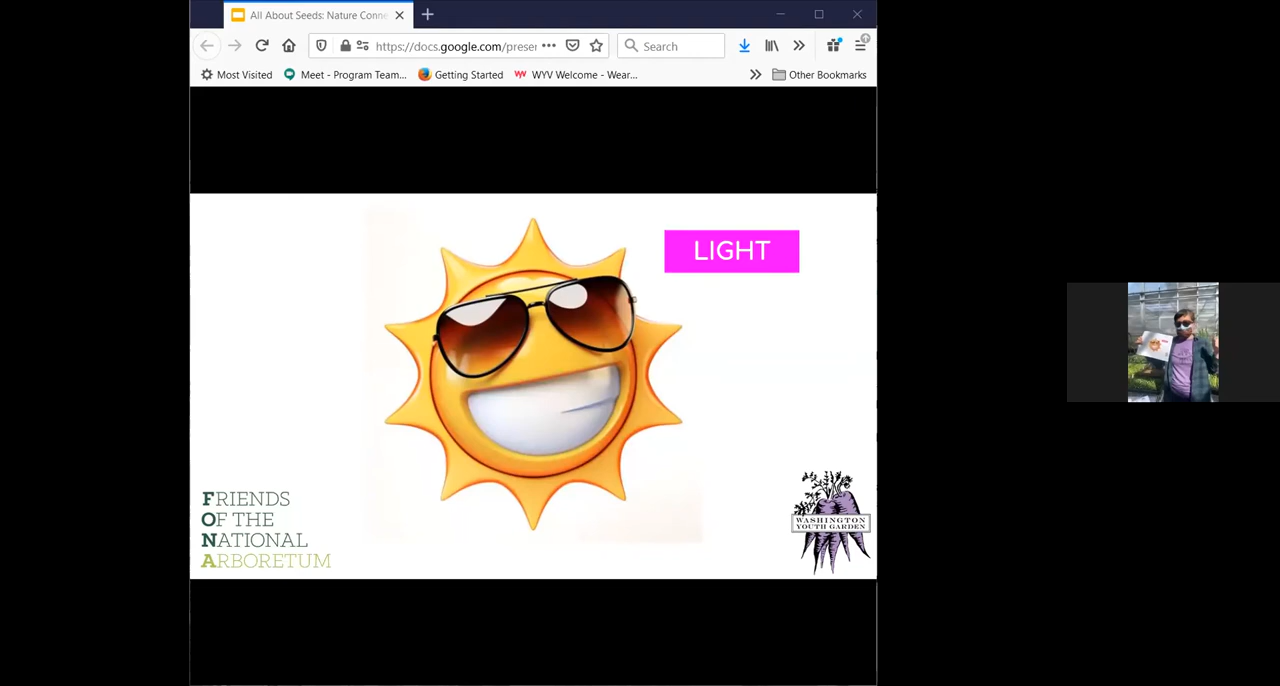 All About Seeds: Nature Conne
https://docs.google.com/preser
Search
Most Visited
Meet - Program Team...
Getting Started
WYV Welcome - Wear...
Other Bookmarks
LIGHT
FRIENDS
OF THE
NATIONAL
ARBORETUM
WASHINGTON
YOUTH GARDEN